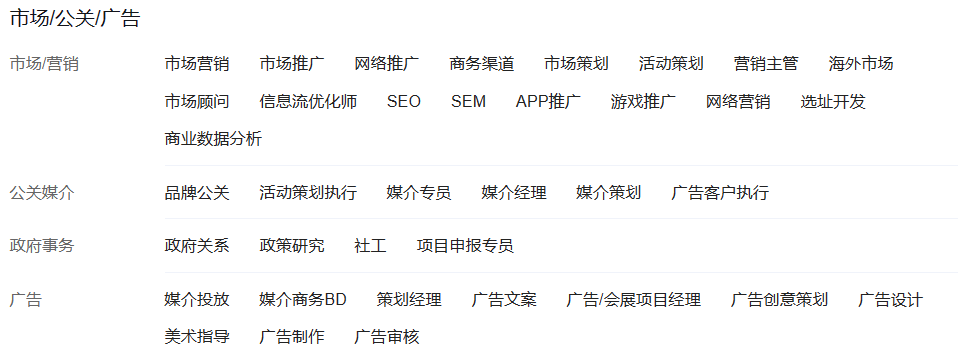 市场/公关/广告
市场/营销 市场营销 市场推广 网络推广 商务渠道 市场策划 活动策划 营销主管 海外市场
市场顾问 信息流优化师 SEO SEM APP推广 游戏推广 网络营销 选址开发
商业数据分析
公关媒介 品牌公关 活动策划执行 媒介专员 媒介经理 媒介策划 广告客户执行
政府事务 政府关系 政策研究 社工 项目申报专员
广告 媒介投放 媒介商务BD 策划经理 广告文案 广告/会展项目经理 广告创意策划 广告设计
美术指导 广告制作 广告审核